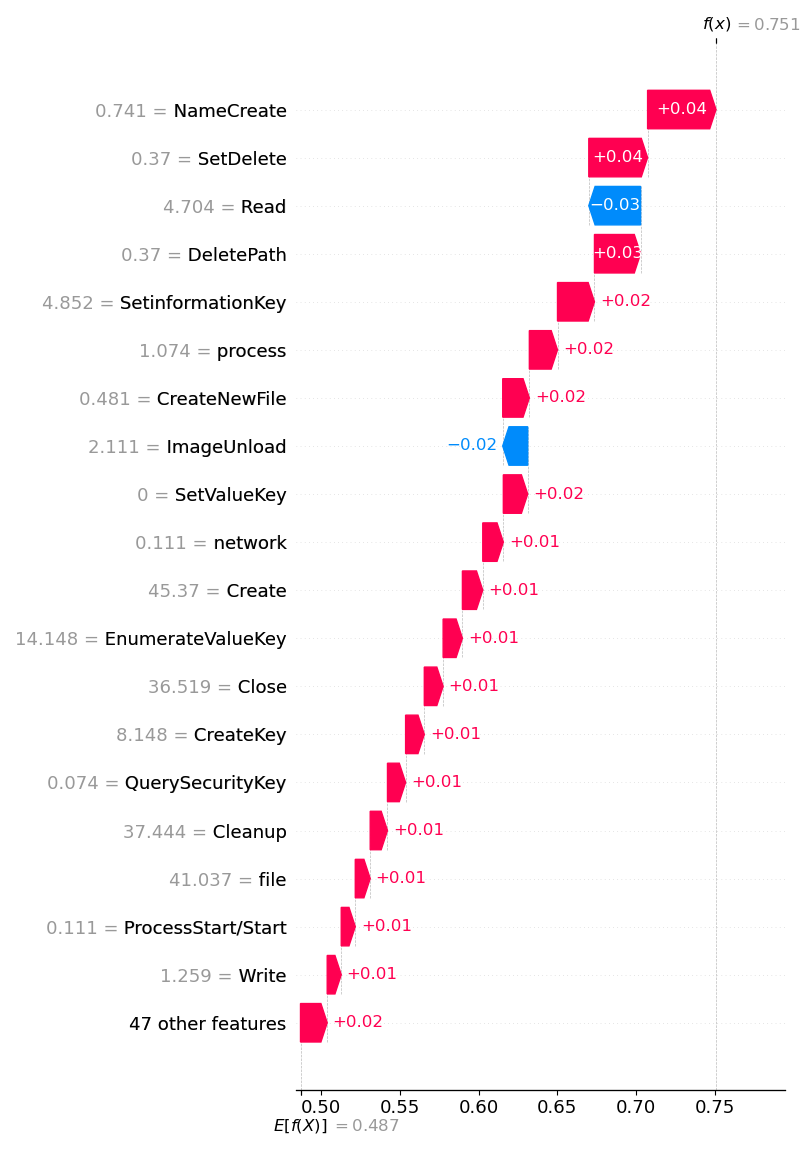 f(x) = 0.751
0.741 = NameCreate +0.04
0.37 = SetDelete +0.04
4.704 = Read −0.03
0.37 = DeletePath +0.03
4.852 = SetinformationKey +0.02
1.074 = process +0.02
0.481 = CreateNewFile +0.02
2.111 = ImageUnload −0.02
0 = SetValueKey +0.02
0.111 = network +0.01
45.37 = Create +0.01
14.148 = EnumerateValueKey +0.01
36.519 = Close +0.01
8.148 = CreateKey +0.01
0.074 = QuerySecurityKey +0.01
37.444 = Cleanup +0.01
41.037 = file +0.01
0.111 = ProcessStart/Start +0.01
1.259 = Write +0.01
47 other features +0.02
0.50 0.55 0.60 0.65 0.70 0.75
E[f(X)] = 0.487